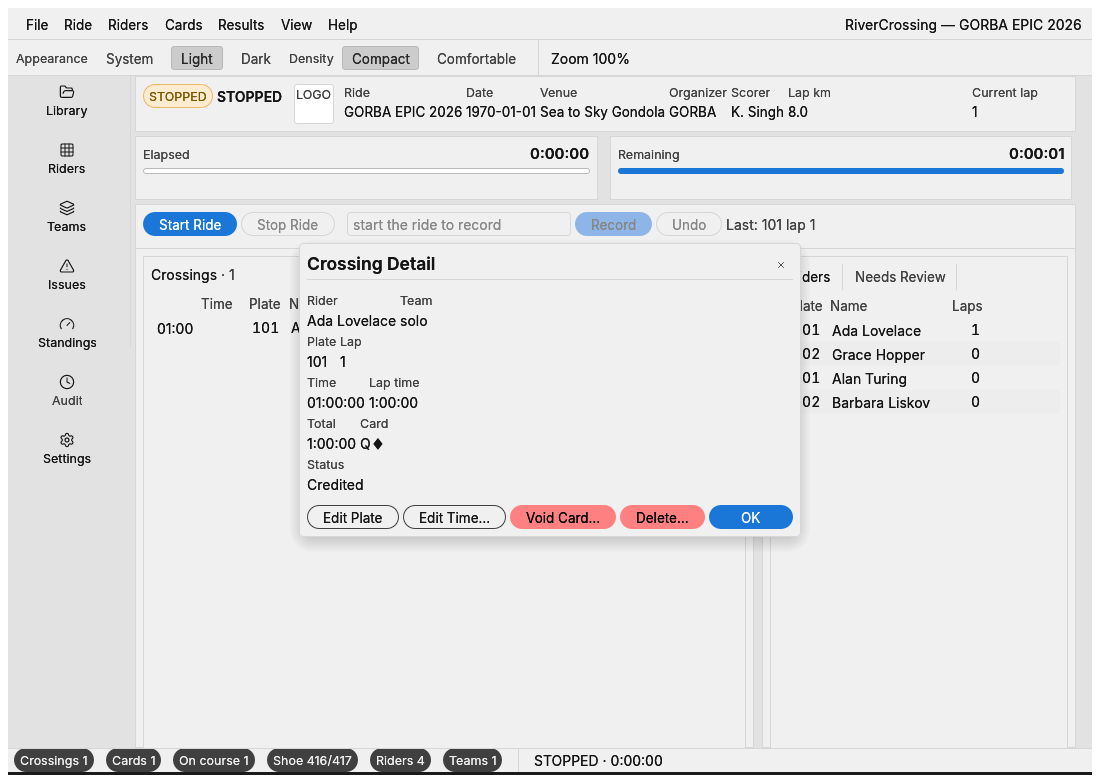 File Ride Riders Cards Results View Help RiverCrossing — GORBA EPIC 2026
Appearance System Light Dark Density Compact Comfortable Zoom 100%
Library
Riders
Teams
Issues
Standings
Audit
Settings
STOPPED STOPPED LOGO
Ride Date Venue Organizer Scorer Lap km Current lap
GORBA EPIC 2026 1970-01-01 Sea to Sky Gondola GORBA K. Singh 8.0 1
Elapsed 0:00:00 Remaining 0:00:01
Start Ride Stop Ride start the ride to record Record Undo Last: 101 lap 1
Crossings · 1
Time Plate N
01:00 101 A
Crossing Detail ×
Rider Team
Ada Lovelace solo
Plate Lap
101 1
Time Lap time
01:00:00 1:00:00
Total Card
1:00:00 Q♦
Status
Credited
Edit Plate Edit Time... Void Card... Delete... OK
ders Needs Review
late Name Laps
01 Ada Lovelace 1
02 Grace Hopper 0
01 Alan Turing 0
02 Barbara Liskov 0
Crossings 1 Cards 1 On course 1 Shoe 416/417 Riders 4 Teams 1 STOPPED · 0:00:00